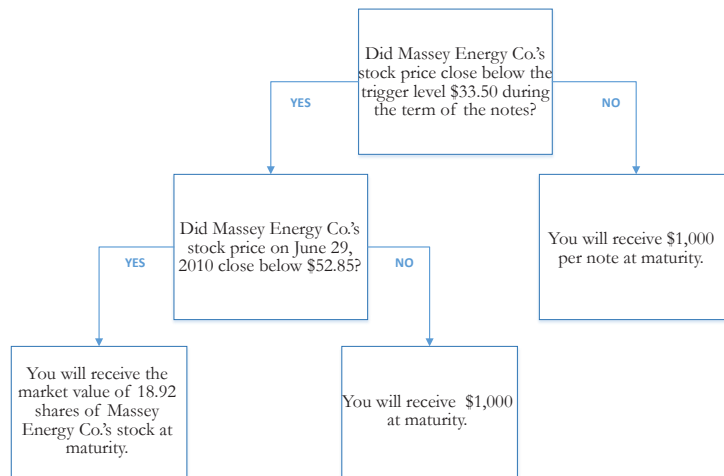 Did Massey Energy Co.'s
stock price close below the
trigger level $33.50 during
the term of the notes?
YES
NO
Did Massey Energy Co.'s
stock price on June 29,
2010 close below $52.85?
You will receive $1,000
per note at maturity.
YES
NO
You will receive the
market value of 18.92
shares of Massey
Energy Co.'s stock at
maturity.
You will receive $1,000
at maturity.